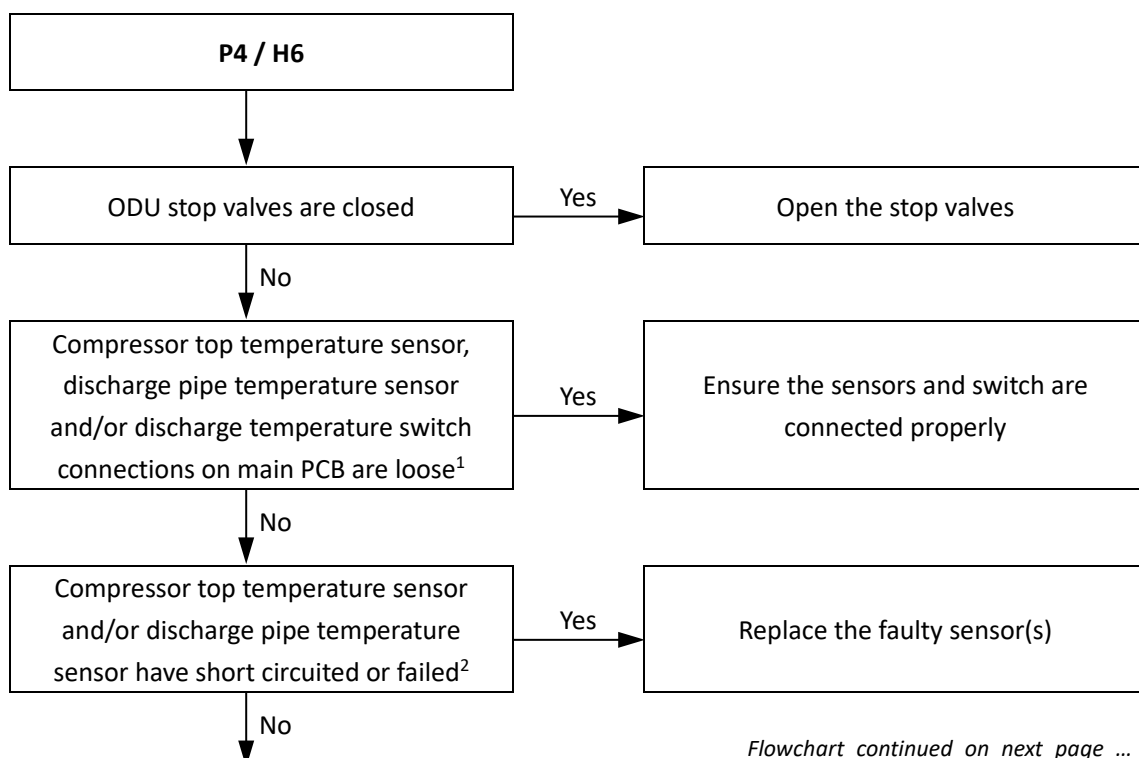 P4 / H6
ODU stop valves are closed
Yes
Open the stop valves
No
Compressor top temperature sensor,
discharge pipe temperature sensor
and/or discharge temperature switch
connections on main PCB are loose1
Yes
Ensure the sensors and switch are
connected properly
No
Compressor top temperature sensor
and/or discharge pipe temperature
sensor have short circuited or failed2
Yes
Replace the faulty sensor(s)
No
Flowchart continued on next page ...